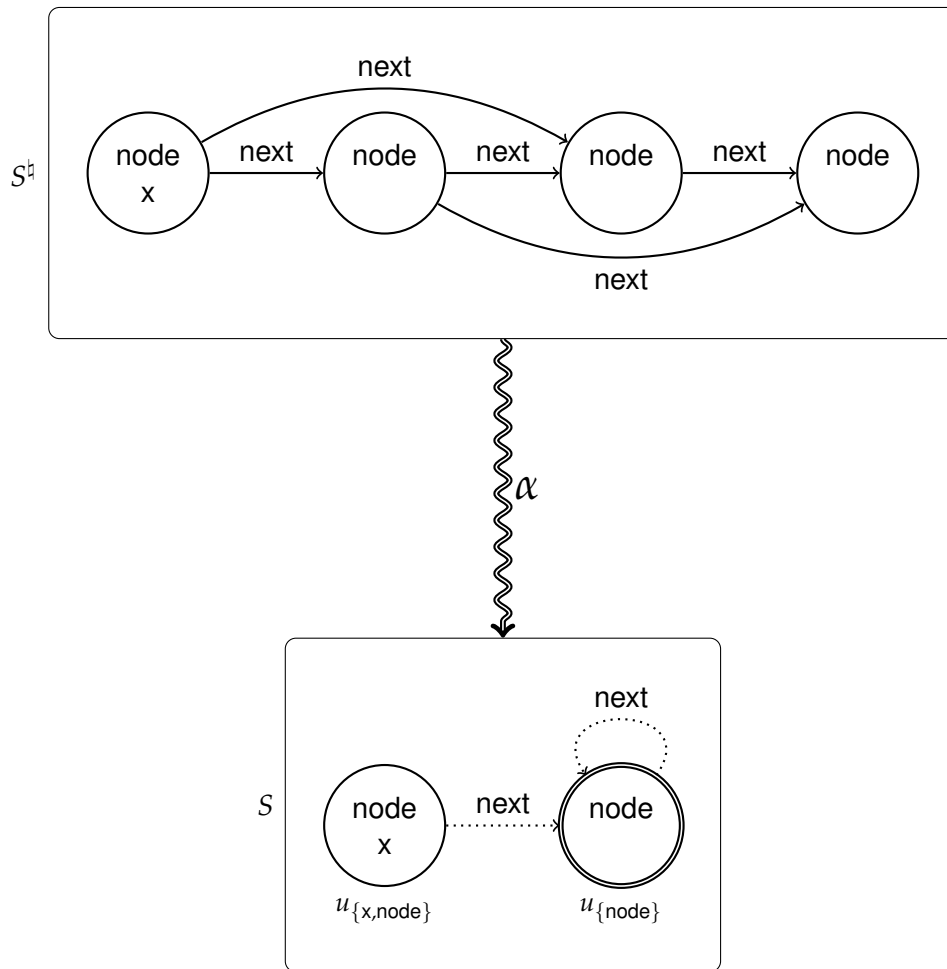 next
node next node next node next node
x
S♮
next
α
next
node next node
x
S
u{x,node} u{node}